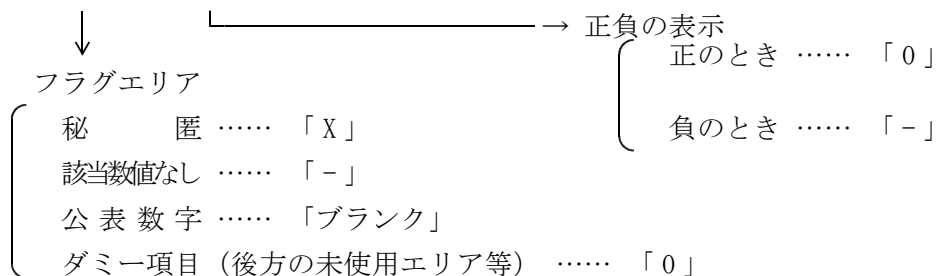 → 正負の表示
正のとき …… 「0」
負のとき …… 「-」
フラグエリア
秘　　匿 …… 「X」
該当数値なし …… 「-」
公 表 数 字 …… 「ブランク」
ダミー項目（後方の未使用エリア等） …… 「0」